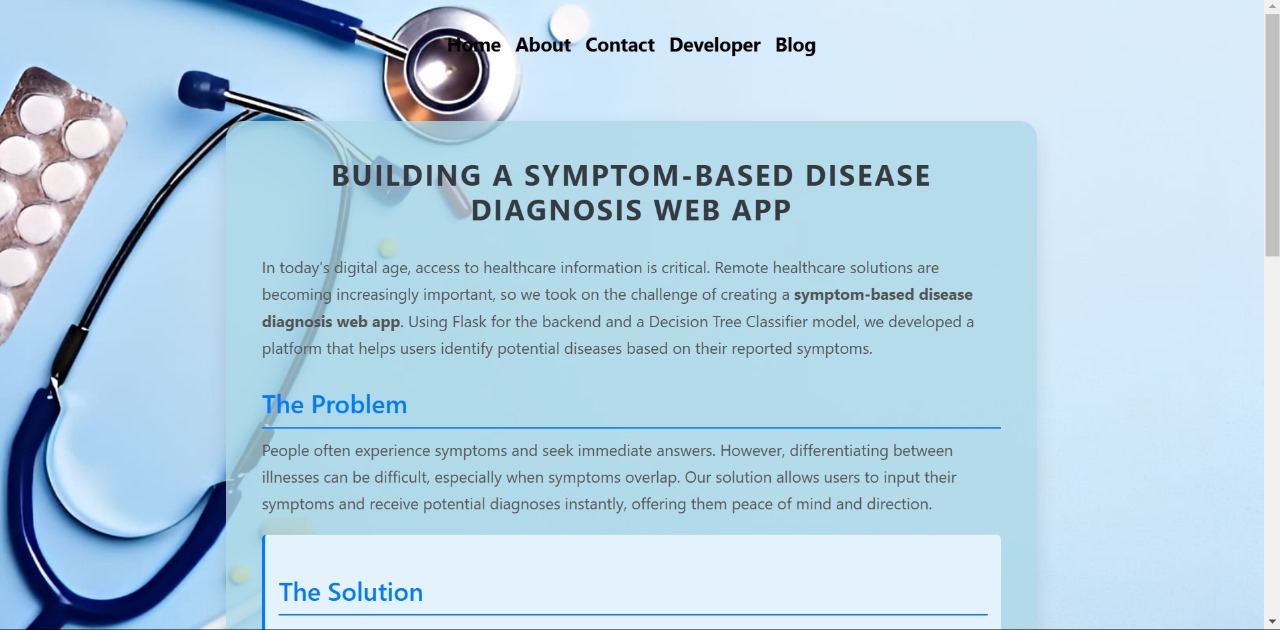 Home About Contact Developer Blog
BUILDING A SYMPTOM-BASED DISEASE
DIAGNOSIS WEB APP
In today's digital age, access to healthcare information is critical. Remote healthcare solutions are
becoming increasingly important, so we took on the challenge of creating a symptom-based disease
diagnosis web app. Using Flask for the backend and a Decision Tree Classifier model, we developed a
platform that helps users identify potential diseases based on their reported symptoms.
The Problem
People often experience symptoms and seek immediate answers. However, differentiating between
illnesses can be difficult, especially when symptoms overlap. Our solution allows users to input their
symptoms and receive potential diagnoses instantly, offering them peace of mind and direction.
The Solution